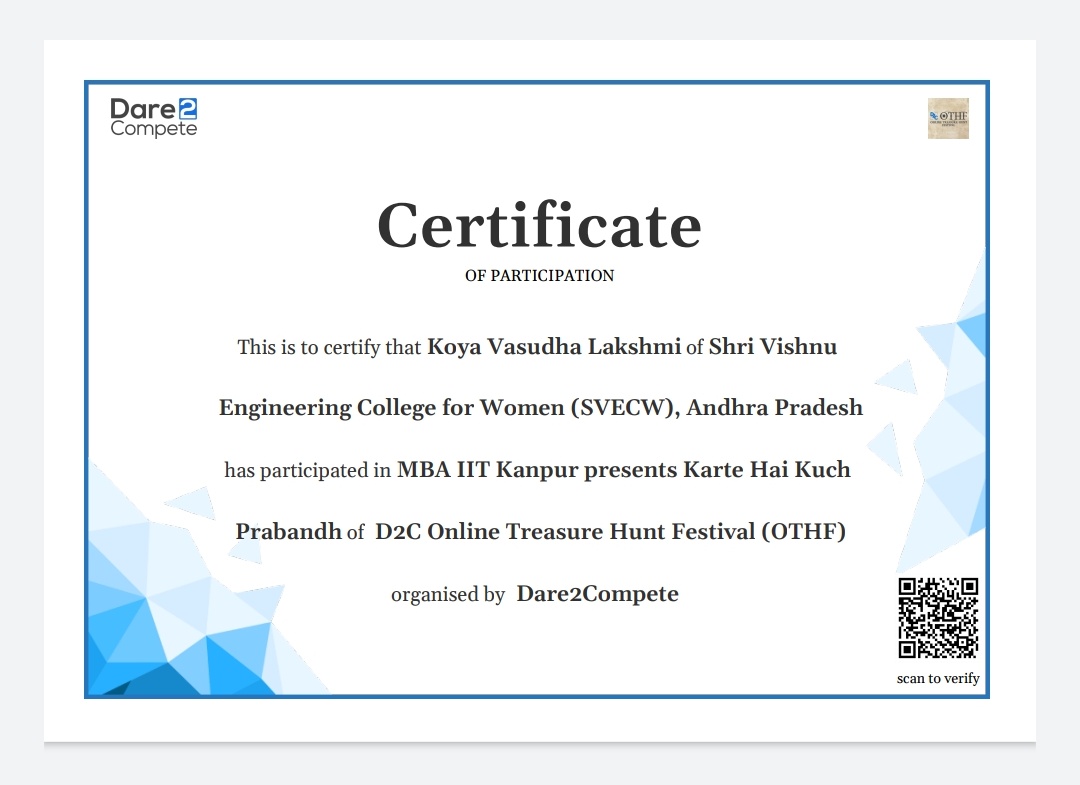 Dare2
Compete
OTHF
Certificate
OF PARTICIPATION
This is to certify that Koya Vasudha Lakshmi of Shri Vishnu
Engineering College for Women (SVECW), Andhra Pradesh
has participated in MBA IIT Kanpur presents Karte Hai Kuch
Prabandh of D2C Online Treasure Hunt Festival (OTHF)
organised by Dare2Compete
scan to verify